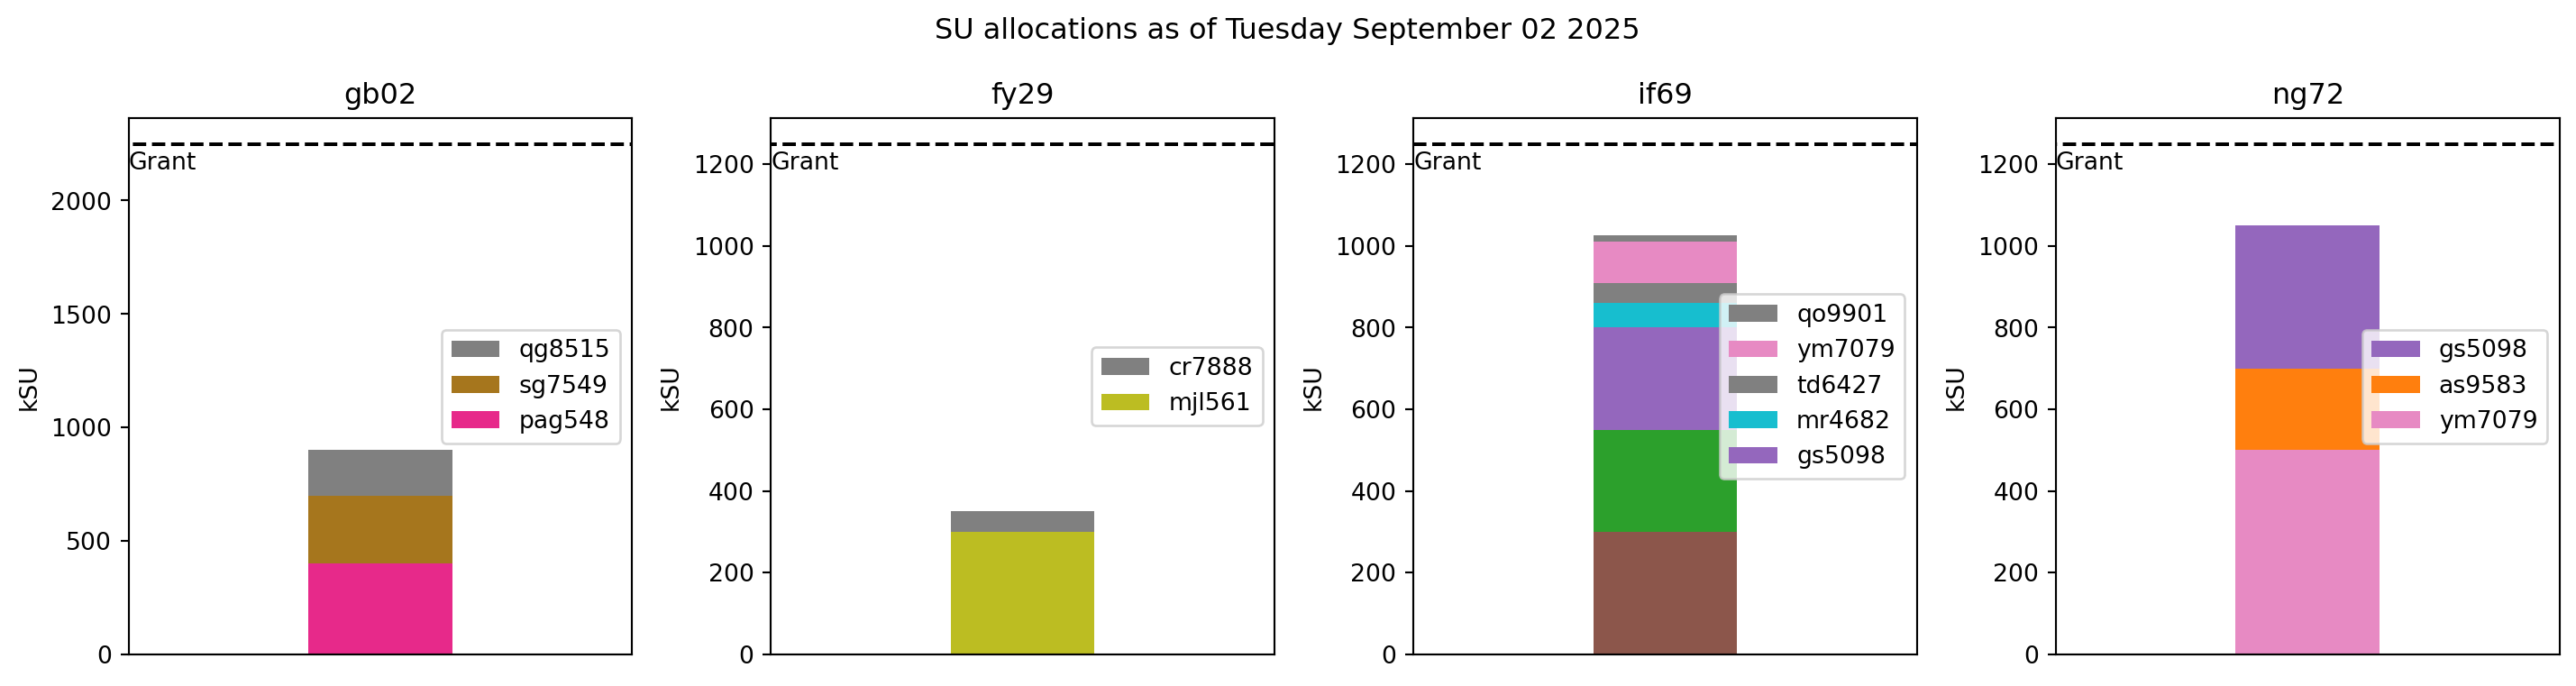 SU allocations as of Tuesday September 02 2025
gb02
kSU
2000
1500
1000
500
0
Grant
qg8515
sg7549
pag548
fy29
kSU
1200
1000
800
600
400
200
0
Grant
cr7888
mjl561
if69
kSU
1200
1000
800
600
400
200
0
Grant
qo9901
ym7079
td6427
mr4682
gs5098
ng72
kSU
1200
1000
800
600
400
200
0
Grant
gs5098
as9583
ym7079